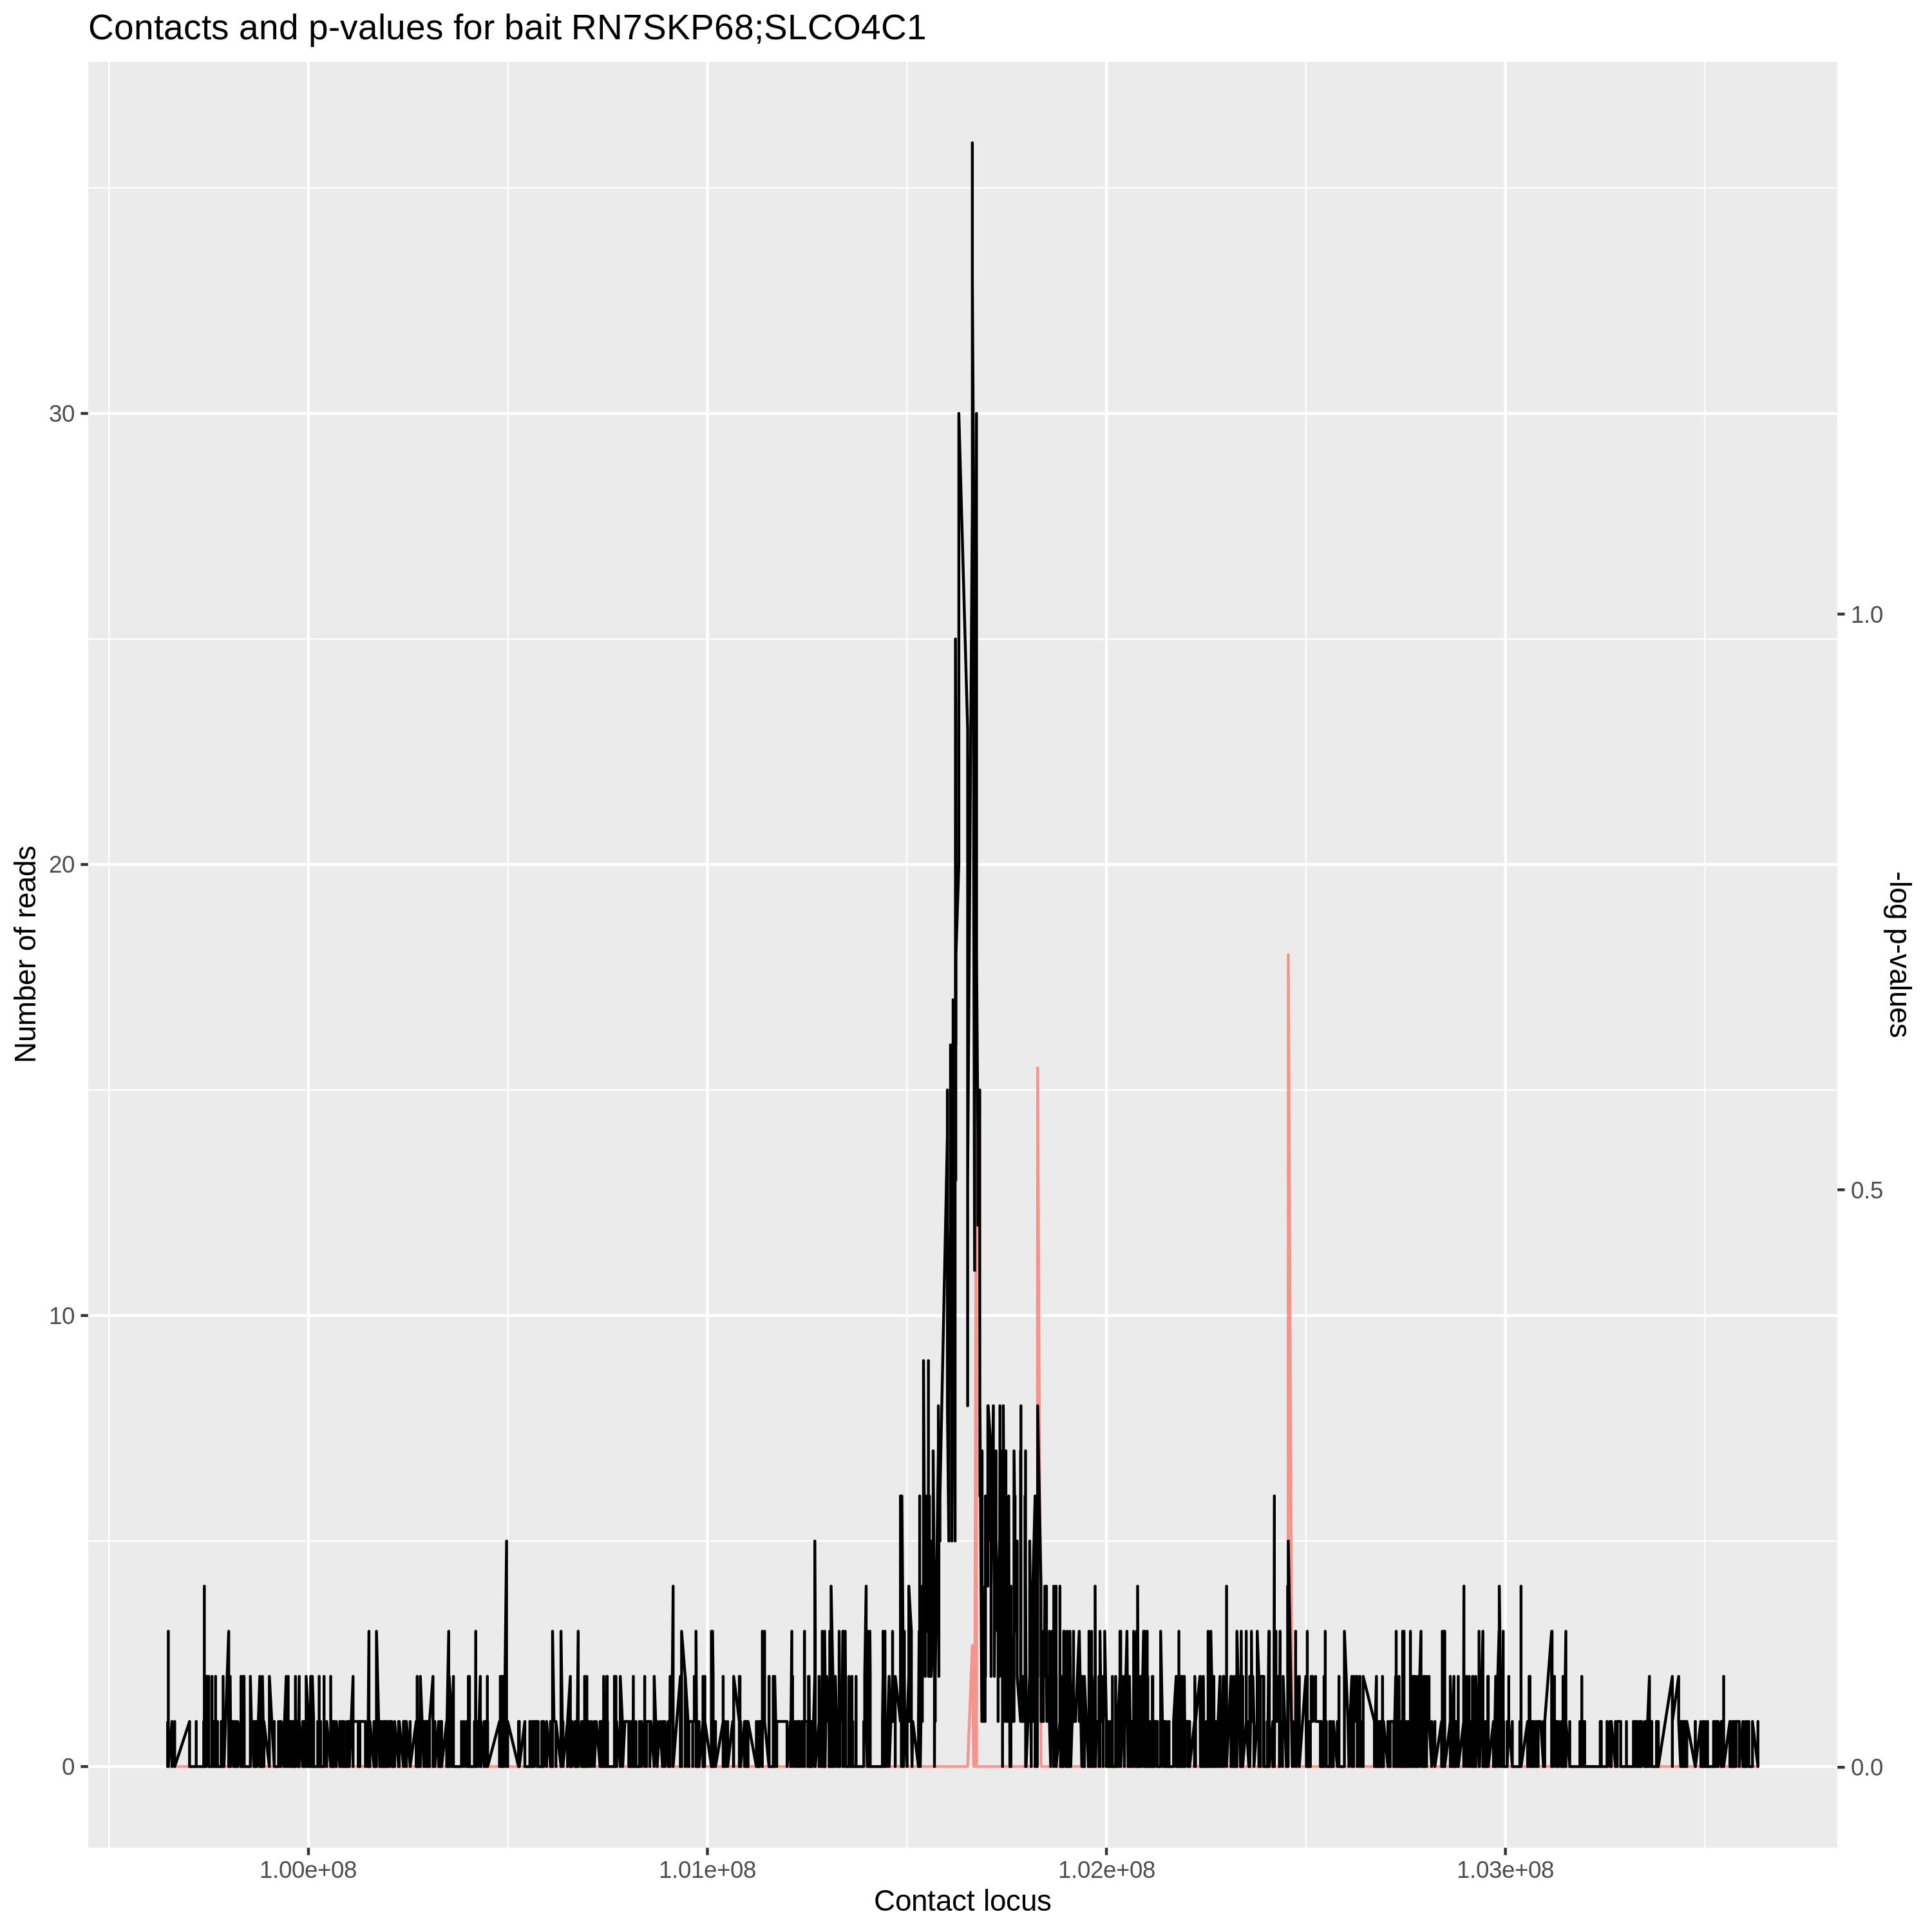 Contacts and p-values for bait RN7SKP68;SLCO4C1
30
20
10
0
Number of reads
1.0
0.5
0.0
-log p-values
1.00e+08
1.01e+08
1.02e+08
1.03e+08
Contact locus